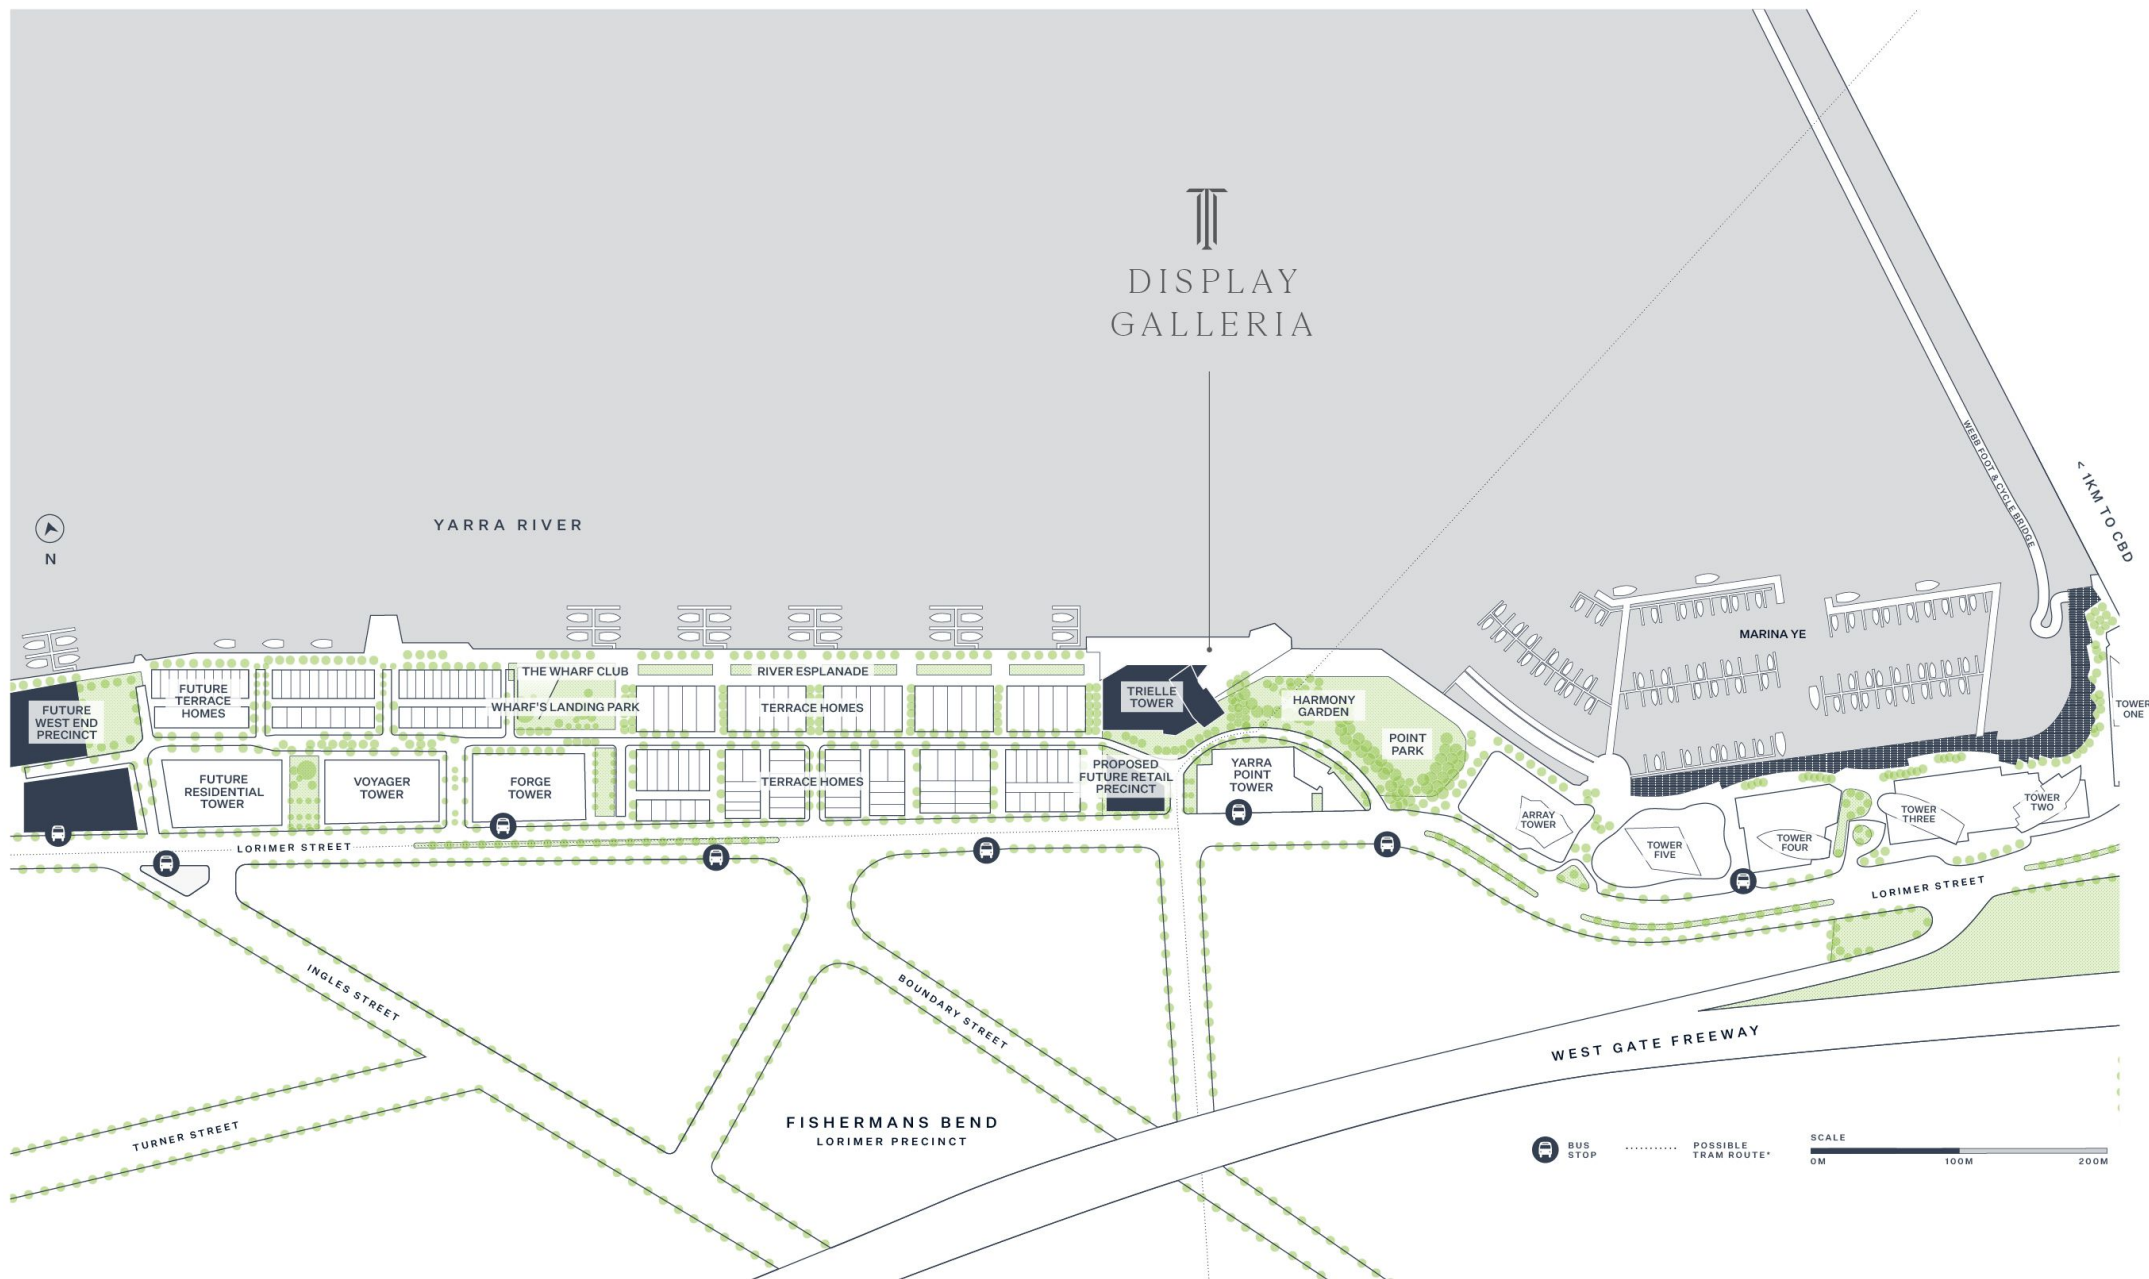 DISPLAY
GALLERIA
WEBB FOOT & CYCLE BRIDGE
< 1KM TO CBD
YARRA RIVER
N
MARINA YE
THE WHARF CLUB
RIVER ESPLANADE
FUTURE
TERRACE
HOMES
WHARF'S LANDING PARK
TERRACE HOMES
TRIELLE
TOWER
HARMONY
GARDEN
TOWER
ONE
FUTURE
WEST END
PRECINCT
POINT
PARK
FUTURE
RESIDENTIAL
TOWER
VOYAGER
TOWER
FORGE
TOWER
TERRACE HOMES
PROPOSED
FUTURE RETAIL
PRECINCT
YARRA
POINT
TOWER
ARRAY
TOWER
TOWER
FIVE
TOWER
FOUR
TOWER
THREE
TOWER
TWO
LORIMER STREET
LORIMER STREET
INGLES STREET
BOUNDARY STREET
WEST GATE FREEWAY
TURNER STREET
FISHERMANS BEND
LORIMER PRECINCT
BUS
STOP
POSSIBLE
TRAM ROUTE*
SCALE
0M 100M 200M